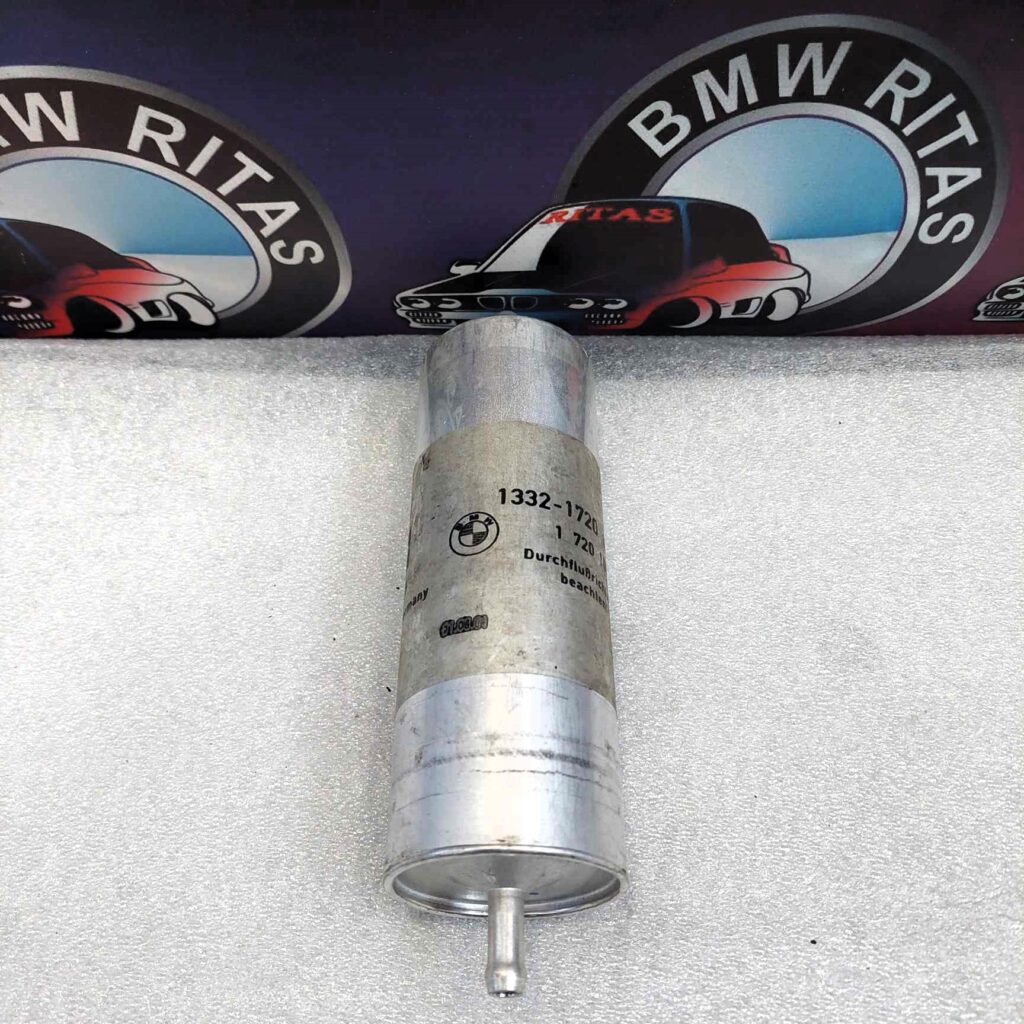 W RITAS
BMW RITAS
RITAS
1332-1720
BMW
1 720
Durchflußrich
beachten
many